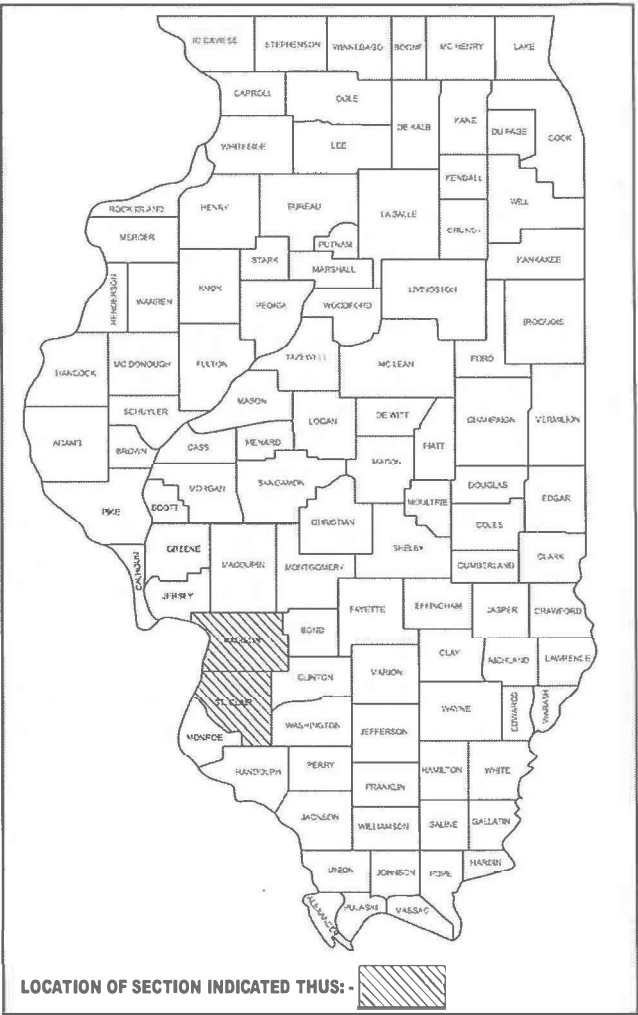 JO DAVIESS STEPHENSON WINNEBAGO BOONE MC HENRY LAKE
CARROLL OGLE
DE KALB KANE DU PAGE COOK
WHITESIDE LEE
KENDALL
ROCK ISLAND HENRY BUREAU LA SALLE GRUNDY WILL
MERCER PUTNAM
STARK MARSHALL KANKAKEE
HENDERSON WARREN KNOX PEORIA WOODFORD LIVINGSTON
IROQUOIS
HANCOCK MC DONOUGH FULTON TAZEWELL MC LEAN FORD
SCHUYLER MASON LOGAN DE WITT CHAMPAIGN VERMILION
ADAMS BROWN CASS MENARD MACON PIATT
PIKE SCOTT MORGAN SANGAMON MOULTRIE DOUGLAS EDGAR
CHRISTIAN COLES
CALHOUN GREENE MACOUPIN MONTGOMERY SHELBY CUMBERLAND CLARK
JERSEY FAYETTE EFFINGHAM JASPER CRAWFORD
MADISON BOND
CLAY RICHLAND LAWRENCE
CLINTON MARION
ST. CLAIR WAYNE EDWARDS WABASH
MONROE WASHINGTON JEFFERSON
RANDOLPH PERRY HAMILTON WHITE
FRANKLIN
JACKSON WILLIAMSON SALINE GALLATIN
UNION JOHNSON POPE HARDIN
ALEXANDER PULASKI MASSAC
LOCATION OF SECTION INDICATED THUS: -